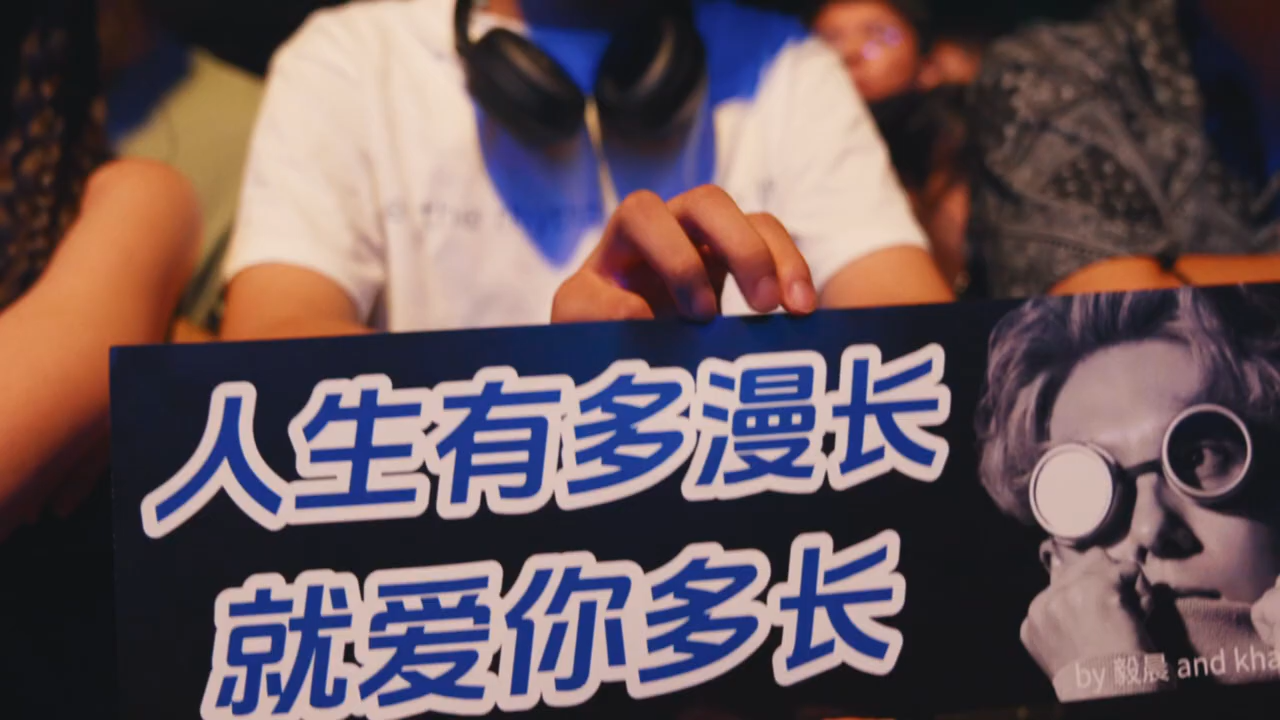 人生有多漫长
就爱你多长
by 毅晨 and kha